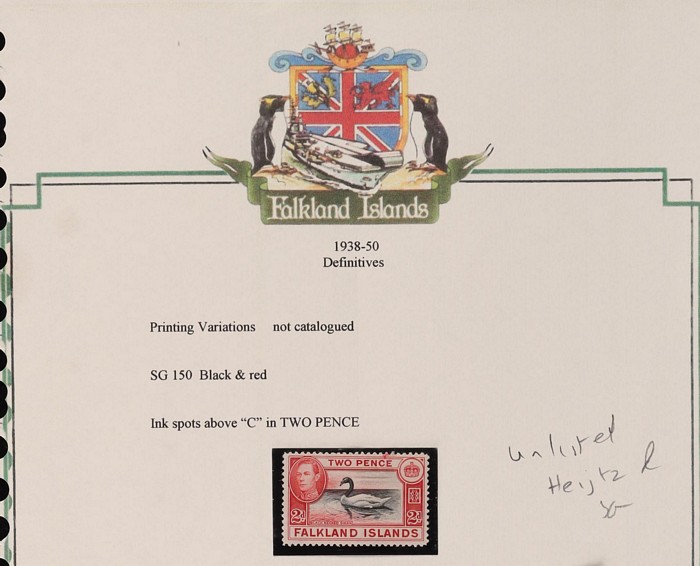 Falkland Islands
1938-50
Definitives
Printing Variations not catalogued
SG 150 Black & red
Ink spots above “C” in TWO PENCE
unlisted
TWO PENCE
2d 2d
FALKLAND ISLANDS